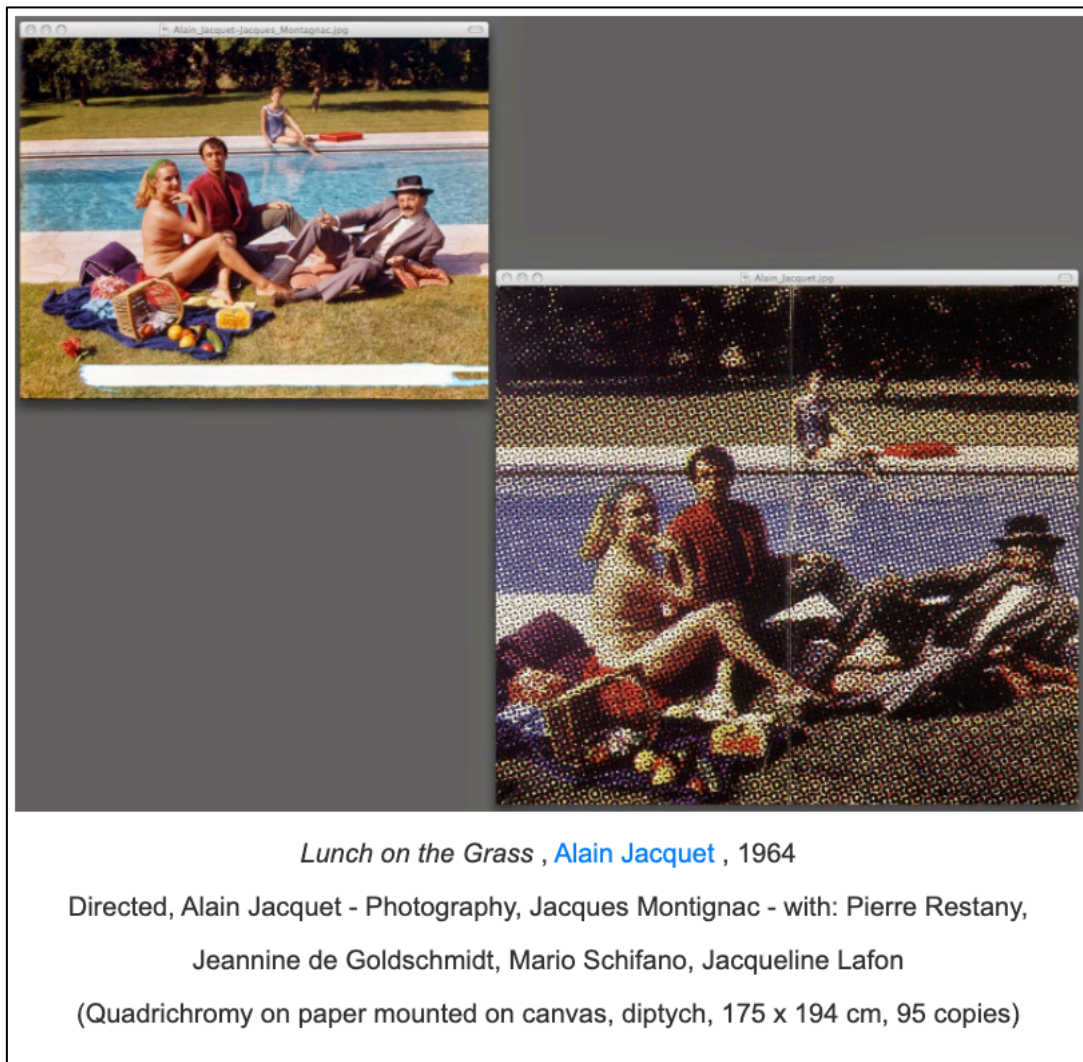 Alain_Jacquet-Jacques_Montagnac.jpg
Alain_Jacquet.jpg
Lunch on the Grass , Alain Jacquet , 1964
Directed, Alain Jacquet - Photography, Jacques Montignac - with: Pierre Restany,
Jeannine de Goldschmidt, Mario Schifano, Jacqueline Lafon
(Quadrichromy on paper mounted on canvas, diptych, 175 x 194 cm, 95 copies)